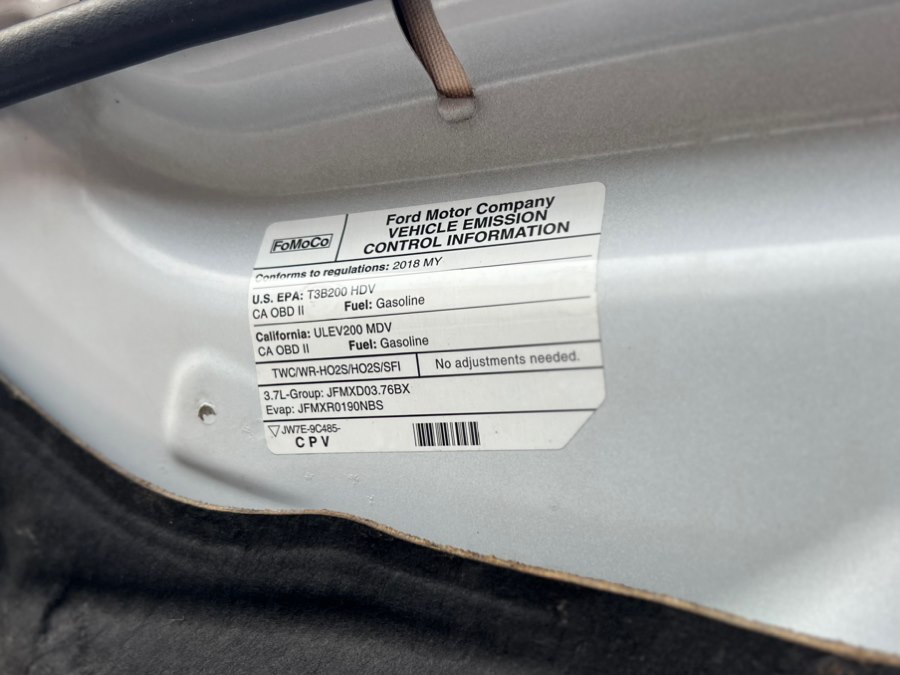 FoMoCo
Ford Motor Company
VEHICLE EMISSION
CONTROL INFORMATION
Conforms to regulations: 2018 MY
U.S. EPA: T3B200 HDV
CA OBD II Fuel: Gasoline
California: ULEV200 MDV
CA OBD II Fuel: Gasoline
TWC/WR-HO2S/HO2S/SFI No adjustments needed.
3.7L-Group: JFMXD03.76BX
Evap: JFMXR0190NBS
JW7E-9C485-
CPV